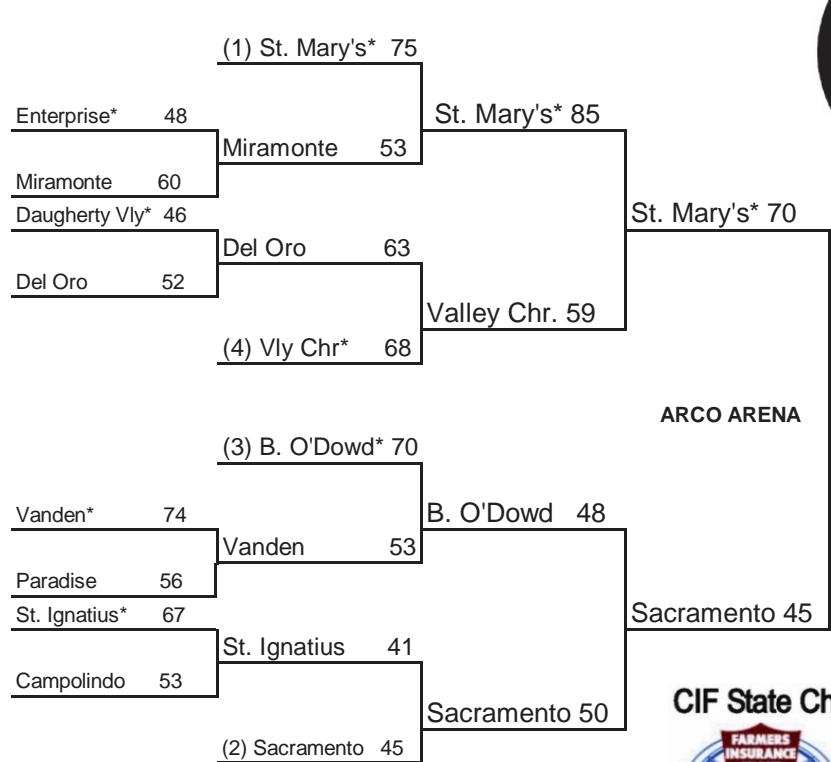 (1) St. Mary's* 75
Enterprise* 48
St. Mary's* 85
Miramonte 53
Miramonte 60
Daugherty Vly* 46
St. Mary's* 70
Del Oro 63
Del Oro 52
Valley Chr. 59
(4) Vly Chr* 68
ARCO ARENA
(3) B. O'Dowd* 70
Vanden* 74
B. O'Dowd 48
Vanden 53
Paradise 56
St. Ignatius* 67
Sacramento 45
St. Ignatius 41
Campolindo 53
CIF State Ch
Sacramento 50
FARMERS
INSURANCE
(2) Sacramento 45